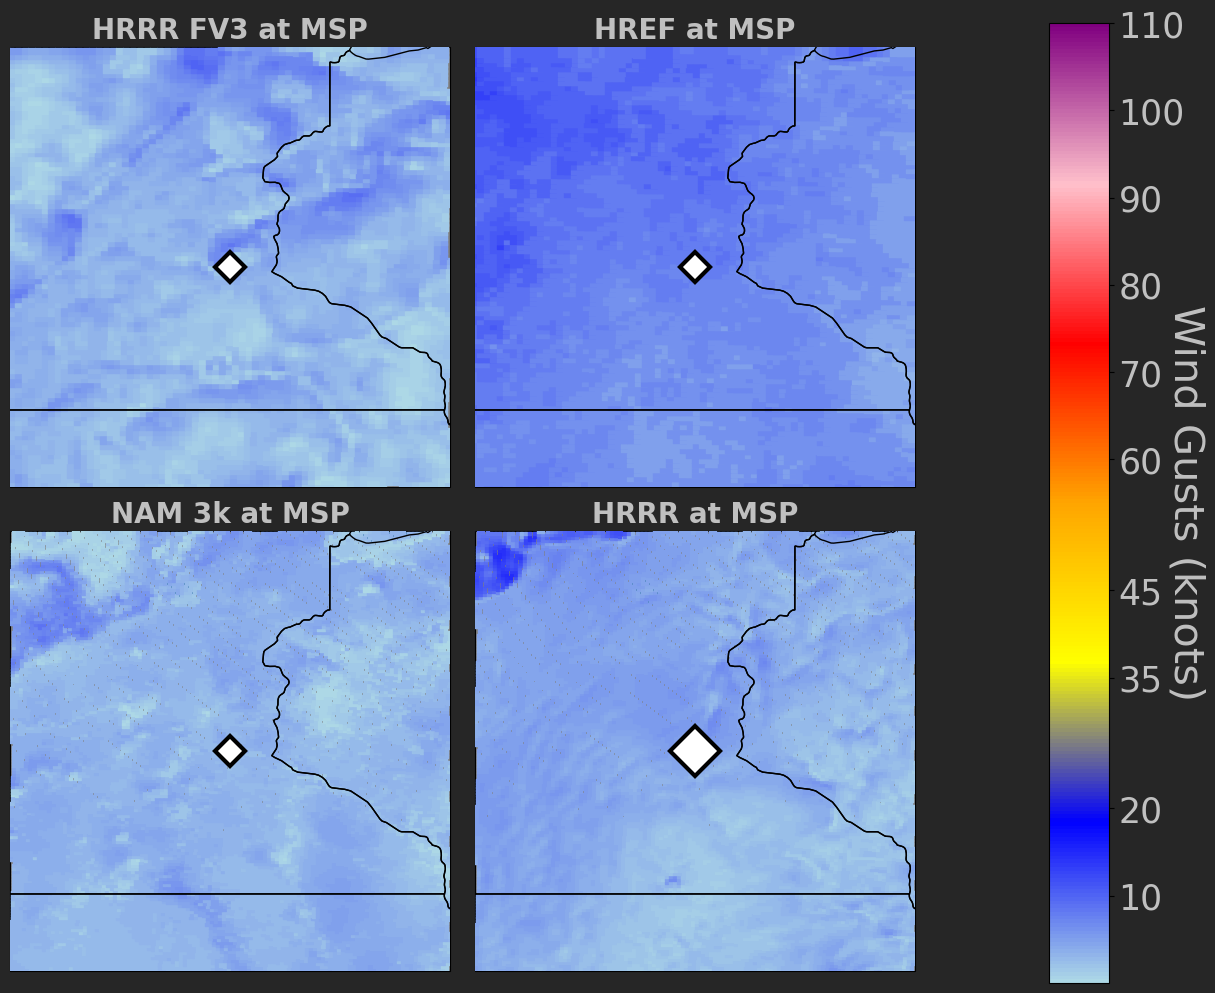 HRRR FV3 at MSP
HREF at MSP
NAM 3k at MSP
HRRR at MSP
110
100
90
80
70
60
45
35
20
10
Wind Gusts (knots)